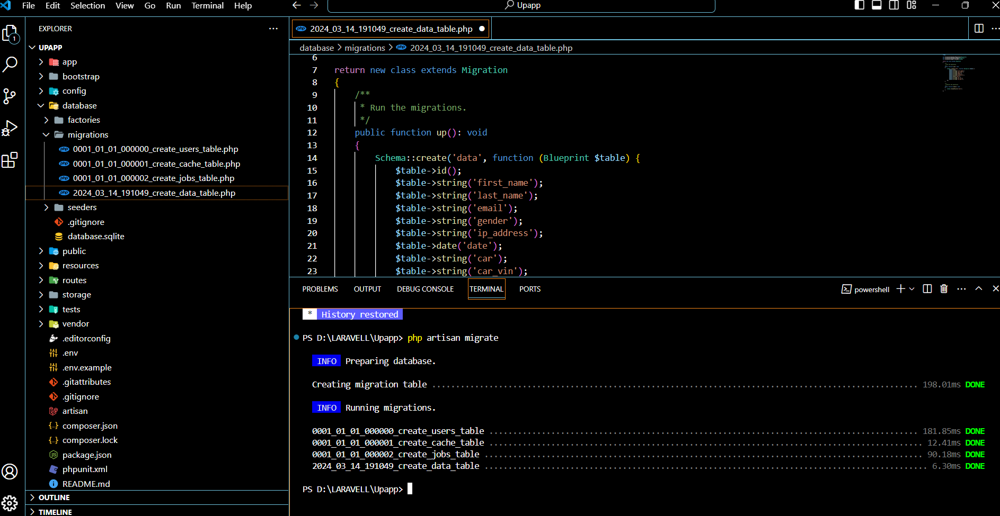 File Edit Selection View Go Run Terminal Help
Upapp
EXPLORER
1
UPAPP
app
bootstrap
config
database
factories
migrations
0001_01_01_000000_create_users_table.php
0001_01_01_000001_create_cache_table.php
0001_01_01_000002_create_jobs_table.php
2024_03_14_191049_create_data_table.php
seeders
.gitignore
database.sqlite
public
resources
routes
storage
tests
vendor
.editorconfig
.env
.env.example
.gitattributes
.gitignore
artisan
composer.json
composer.lock
package.json
phpunit.xml
README.md
OUTLINE
TIMELINE
2024_03_14_191049_create_data_table.php
database > migrations > 2024_03_14_191049_create_data_table.php
6
7 return new class extends Migration
8 {
9 /**
10 * Run the migrations.
11 */
12 public function up(): void
13 {
14 Schema::create('data', function (Blueprint $table) {
15 $table->id();
16 $table->string('first_name');
17 $table->string('last_name');
18 $table->string('email');
19 $table->string('gender');
20 $table->string('ip_address');
21 $table->date('date');
22 $table->string('car');
23 $table->string('car_vin');
PROBLEMS OUTPUT DEBUG CONSOLE TERMINAL PORTS
powershell
* History restored
PS D:\LARAVELL\Upapp> php artisan migrate
INFO Preparing database.
Creating migration table ........ 198.01ms DONE
INFO Running migrations.
0001_01_01_000000_create_users_table ........ 181.85ms DONE
0001_01_01_000001_create_cache_table ........ 12.41ms DONE
0001_01_01_000002_create_jobs_table ........ 90.18ms DONE
2024_03_14_191049_create_data_table ........ 6.30ms DONE
PS D:\LARAVELL\Upapp>